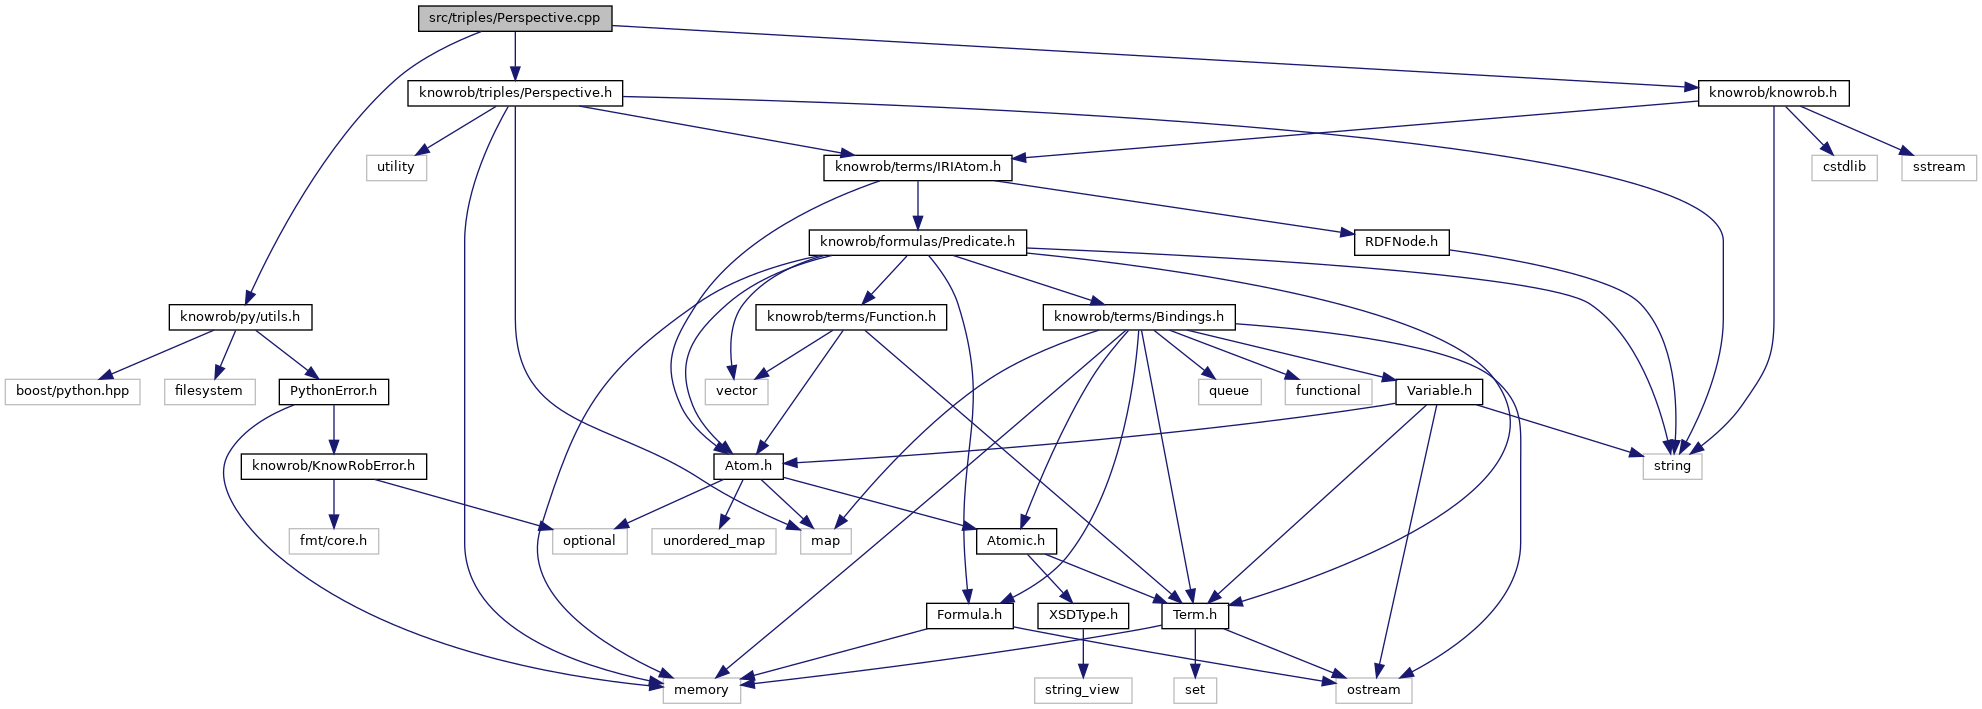 src/triples/Perspective.cpp
knowrob/triples/Perspective.h
knowrob/knowrob.h
utility
knowrob/terms/IRIAtom.h
cstdlib
sstream
knowrob/formulas/Predicate.h
RDFNode.h
knowrob/py/utils.h
knowrob/terms/Function.h
knowrob/terms/Bindings.h
boost/python.hpp
filesystem
PythonError.h
vector
queue
functional
Variable.h
knowrob/KnowRobError.h
Atom.h
string
fmt/core.h
optional
unordered_map
map
Atomic.h
Formula.h
XSDType.h
Term.h
memory
string_view
set
ostream